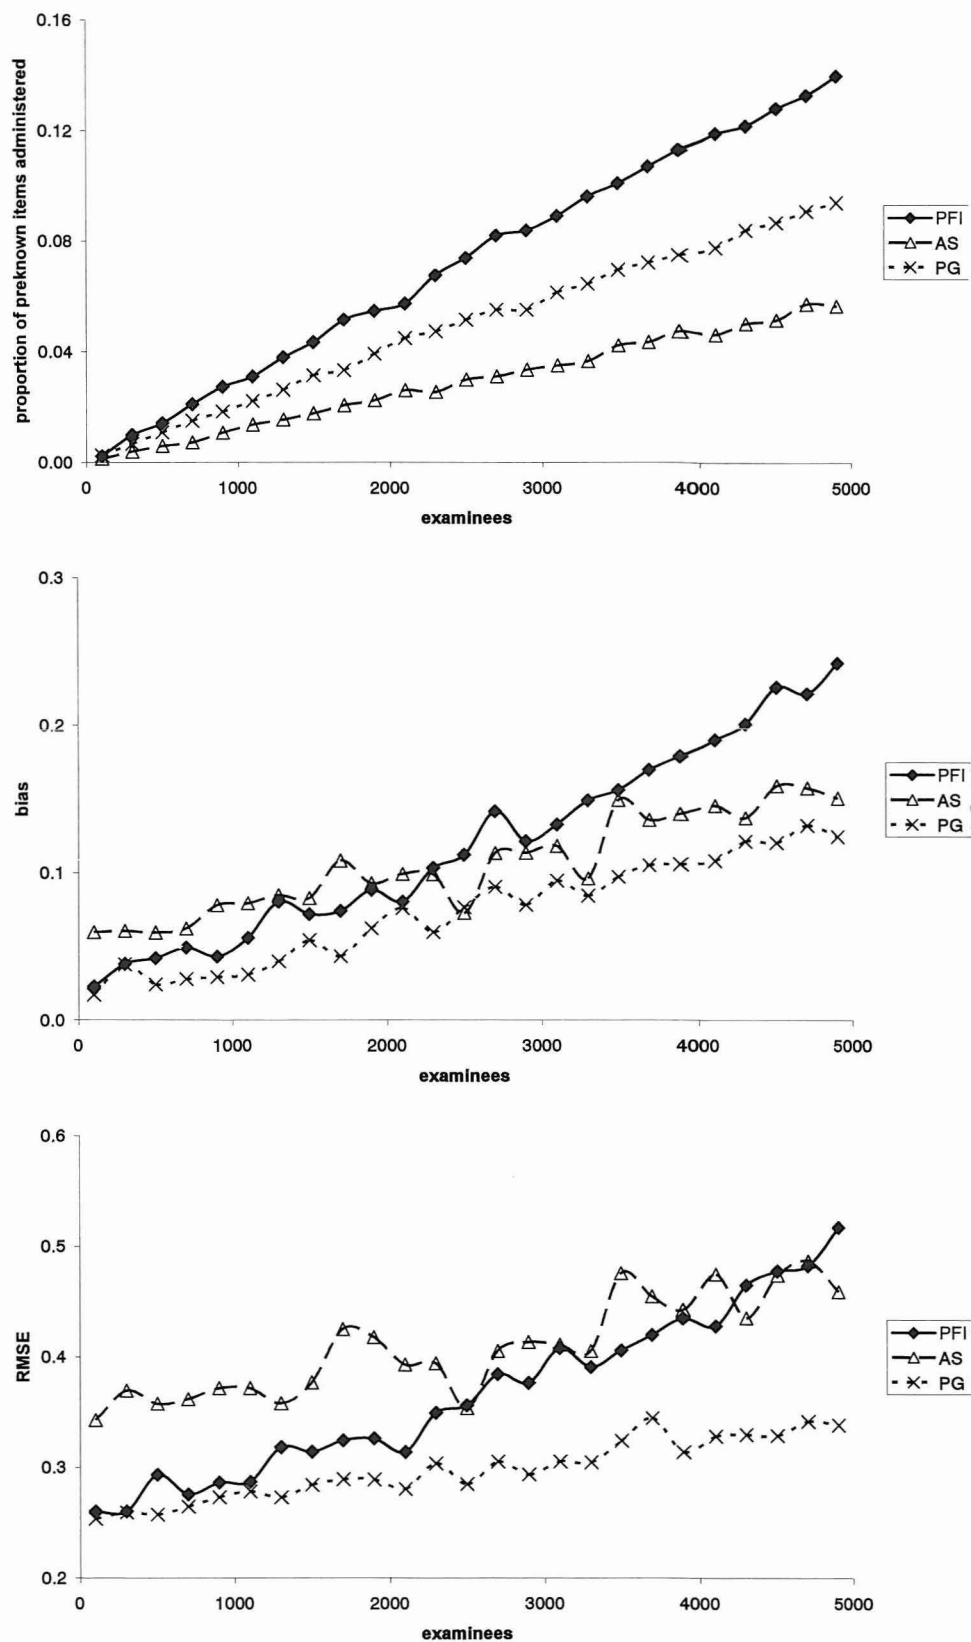 0.16
0.12
0.08
0.04
0.00
proportion of preknown items administered
0 1000 2000 3000 4000 5000
examinees
PFI
AS
PG
0.3
0.2
0.1
0.0
bias
0 1000 2000 3000 4000 5000
examinees
PFI
AS
PG
0.6
0.5
0.4
0.3
0.2
RMSE
0 1000 2000 3000 4000 5000
examinees
PFI
AS
PG